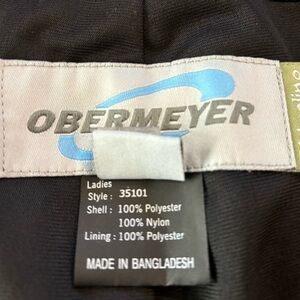 OBERMEYER
Ladies
Style : 35101
Shell : 100% Polyester
100% Nylon
Lining : 100% Polyester
MADE IN BANGLADESH